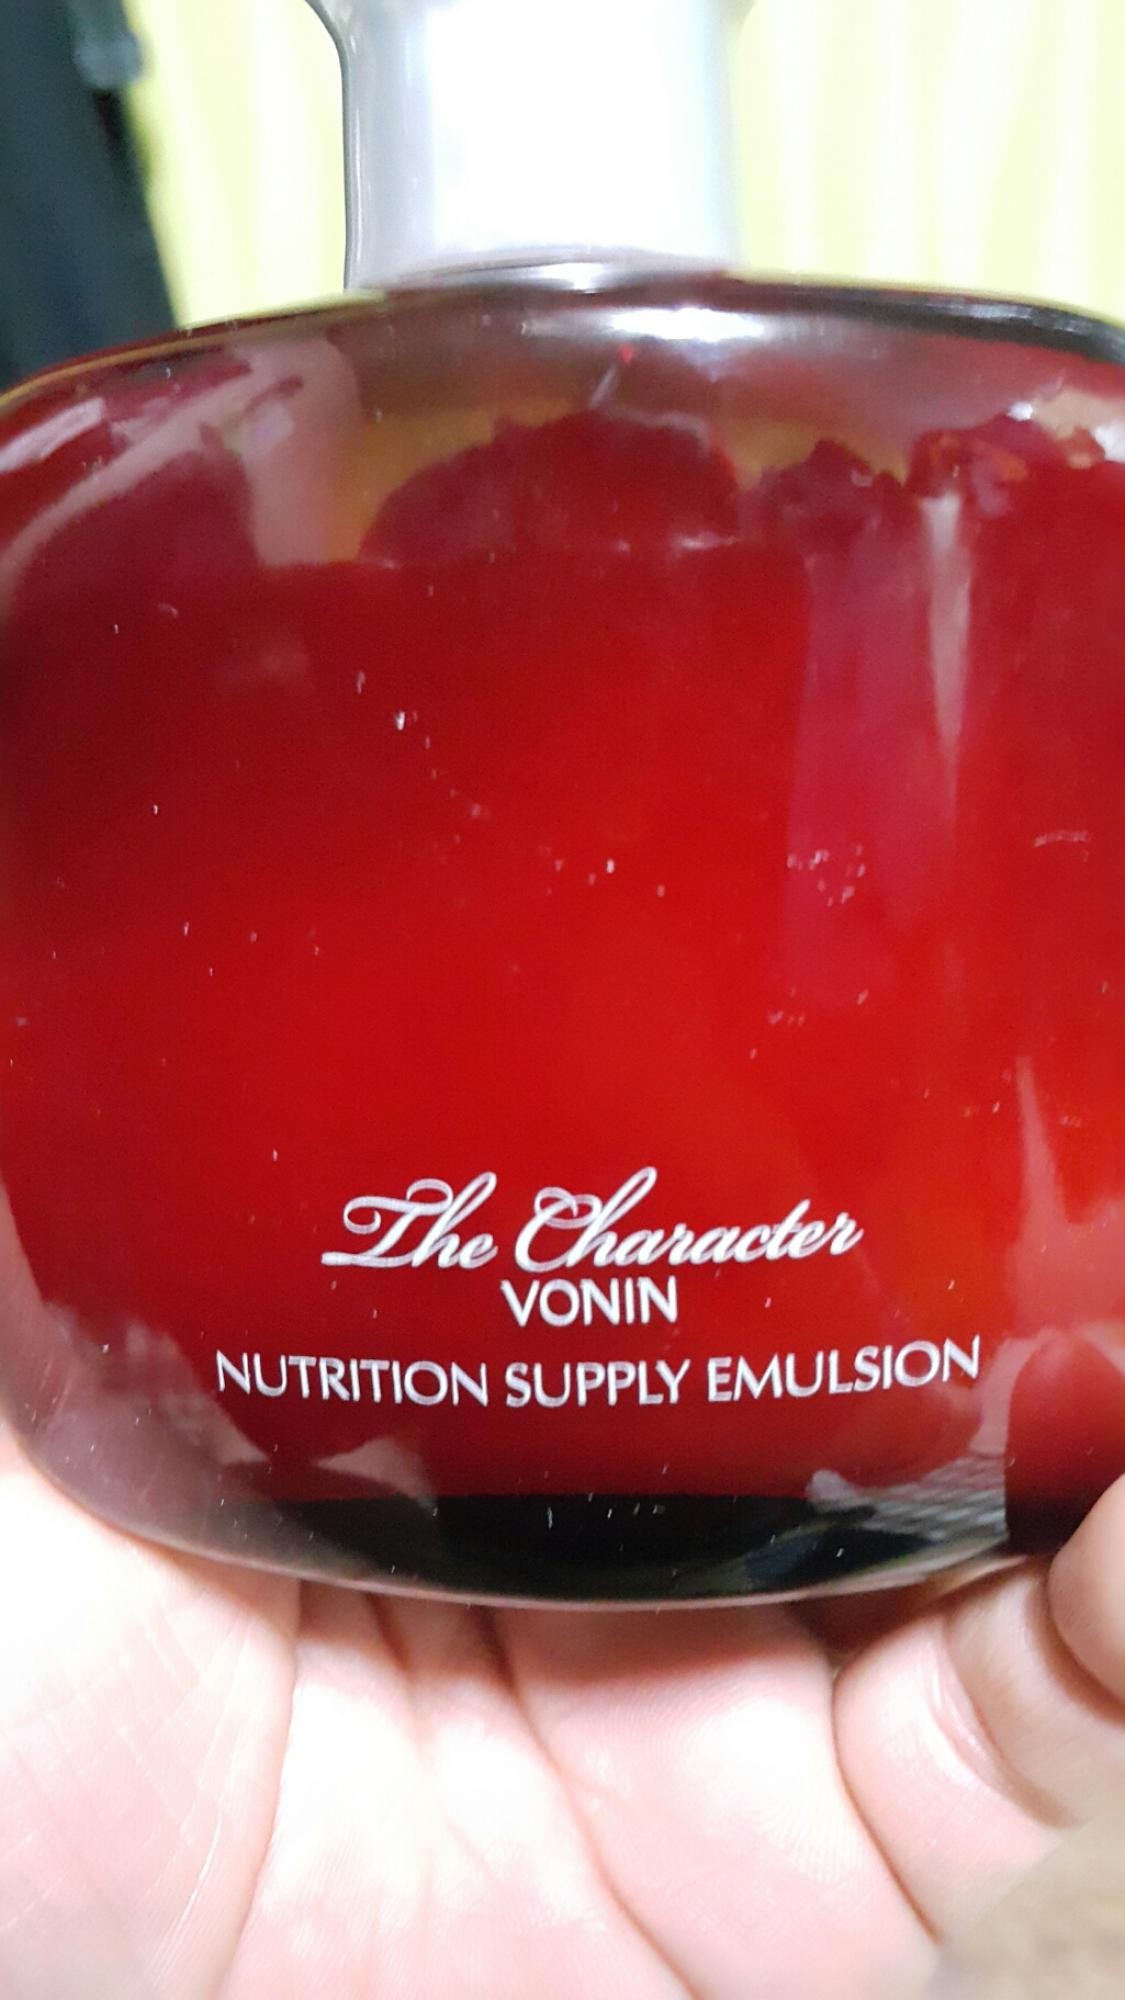 The Character
VONIN
NUTRITION SUPPLY EMULSION